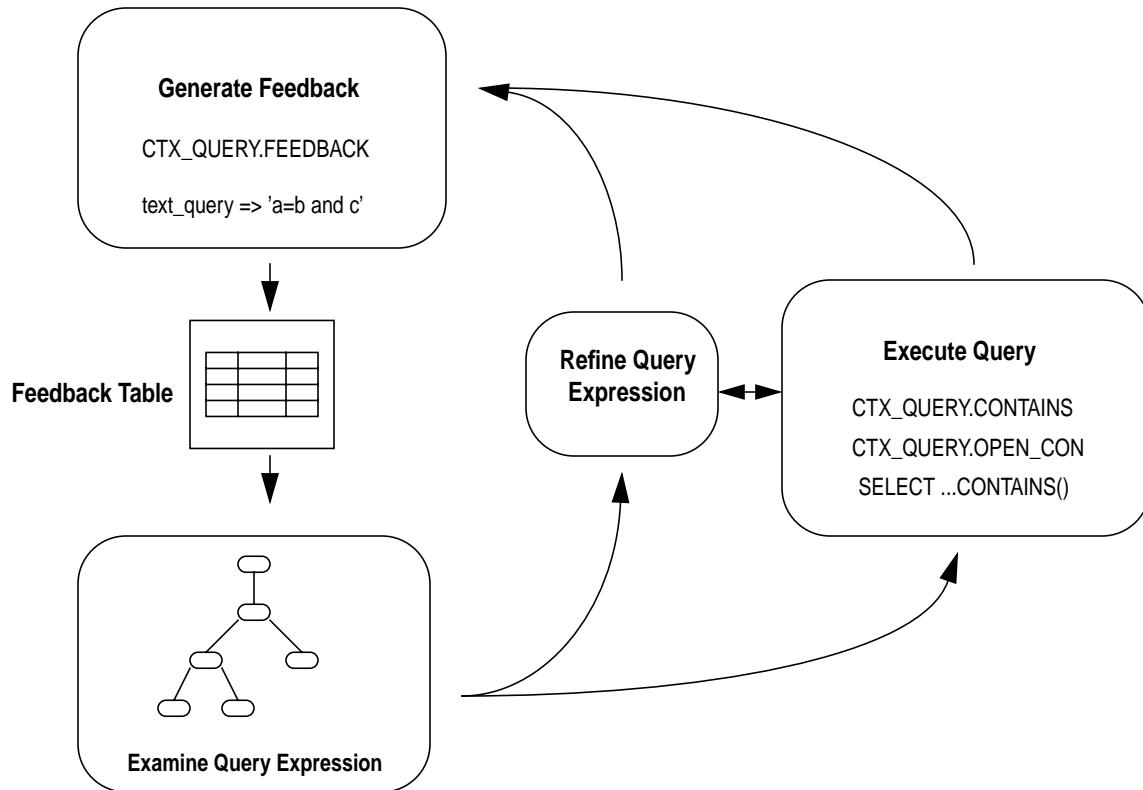 Generate Feedback
CTX_QUERY.FEEDBACK
text_query => ’a=b and c’
Feedback Table
Examine Query Expression
Refine Query
Expression
Execute Query
CTX_QUERY.CONTAINS
CTX_QUERY.OPEN_CON
SELECT ...CONTAINS()